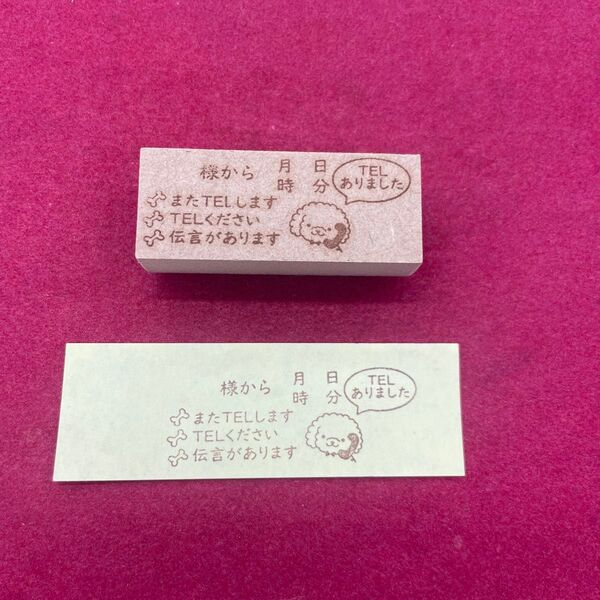 様から 月 日
時 分
TEL
ありました
またTELします
TELください
伝言があります
様から 月 日
時 分
TEL
ありました
またTELします
TELください
伝言があります